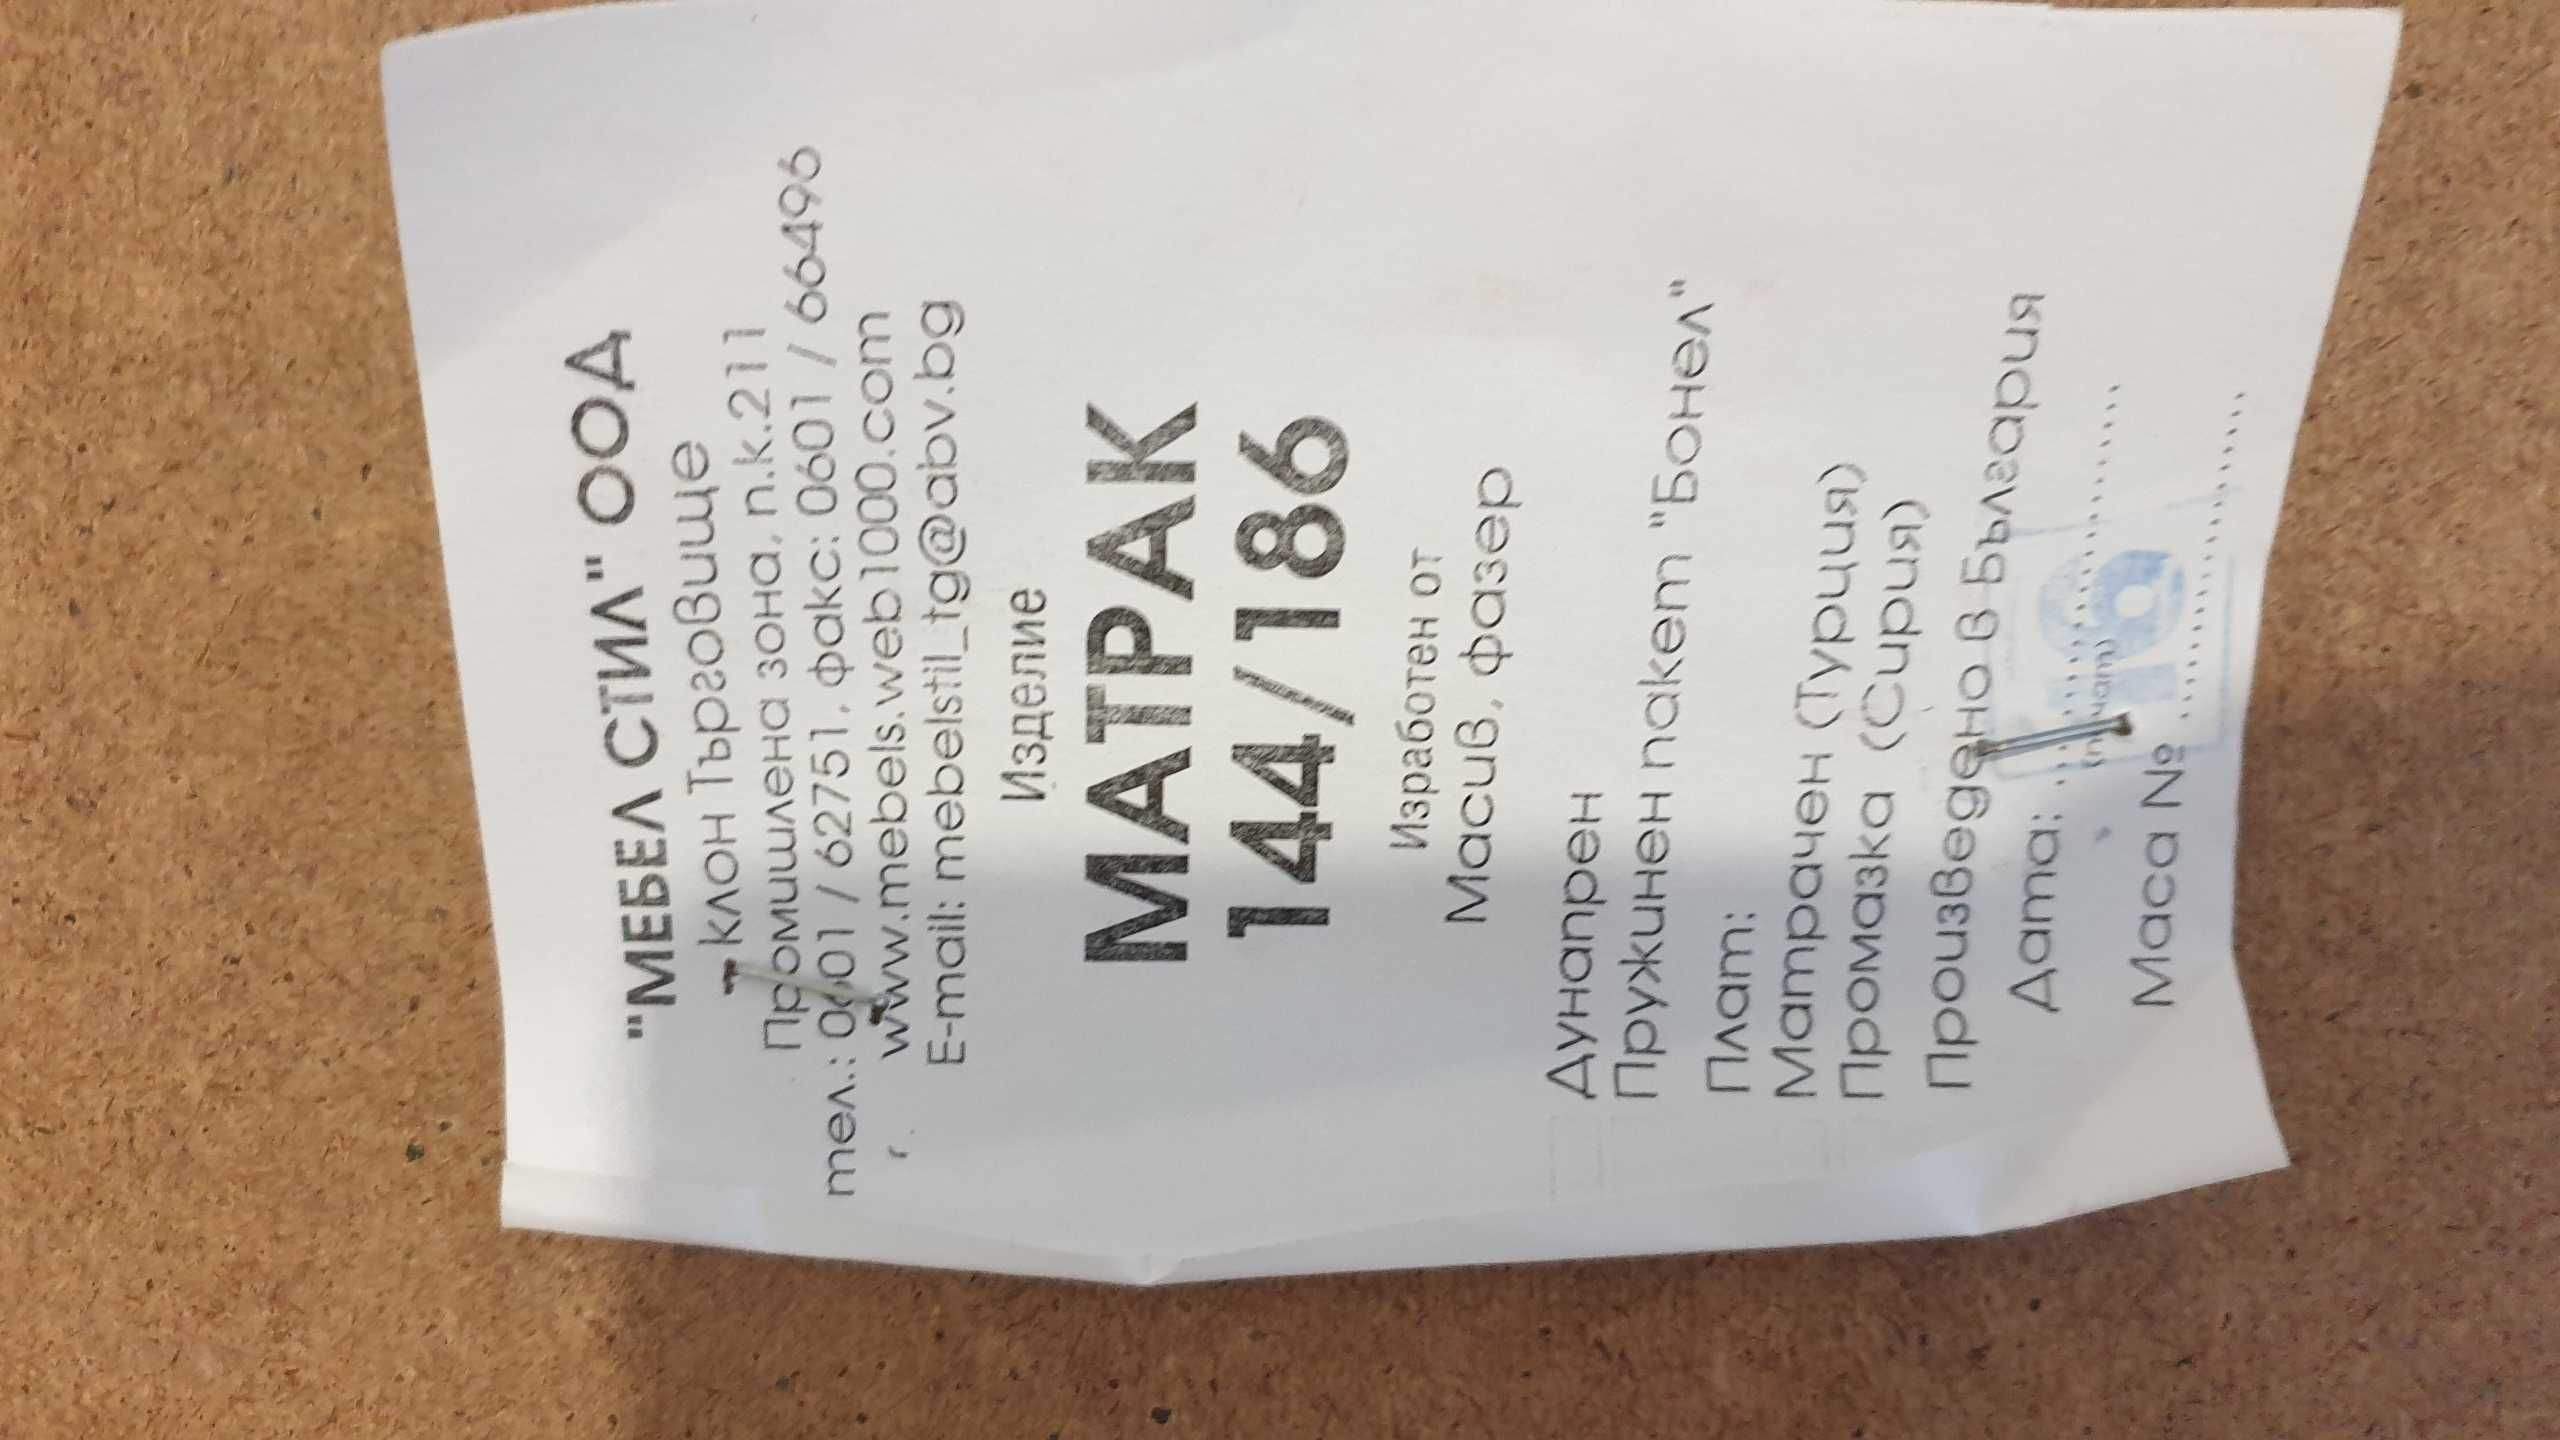 "МЕБЕЛ СТИЛ" ООД
клон Търговище
Промишлена зона, п.к.211
тел.: 0601 / 62751, факс: 0601 / 66496
www.mebels.web1000.com
E-mail: mebelstil_tg@abv.bg
Изделие
МАТРАК
144/186
Изработен от
Масив, фазер
Дунапрен
Пружинен пакет "Бонел"
Плат:
Матрачен (Турция)
Промазка (Сирия)
Произведено в България
Дата: ....................
(печат)
Маса № ....................